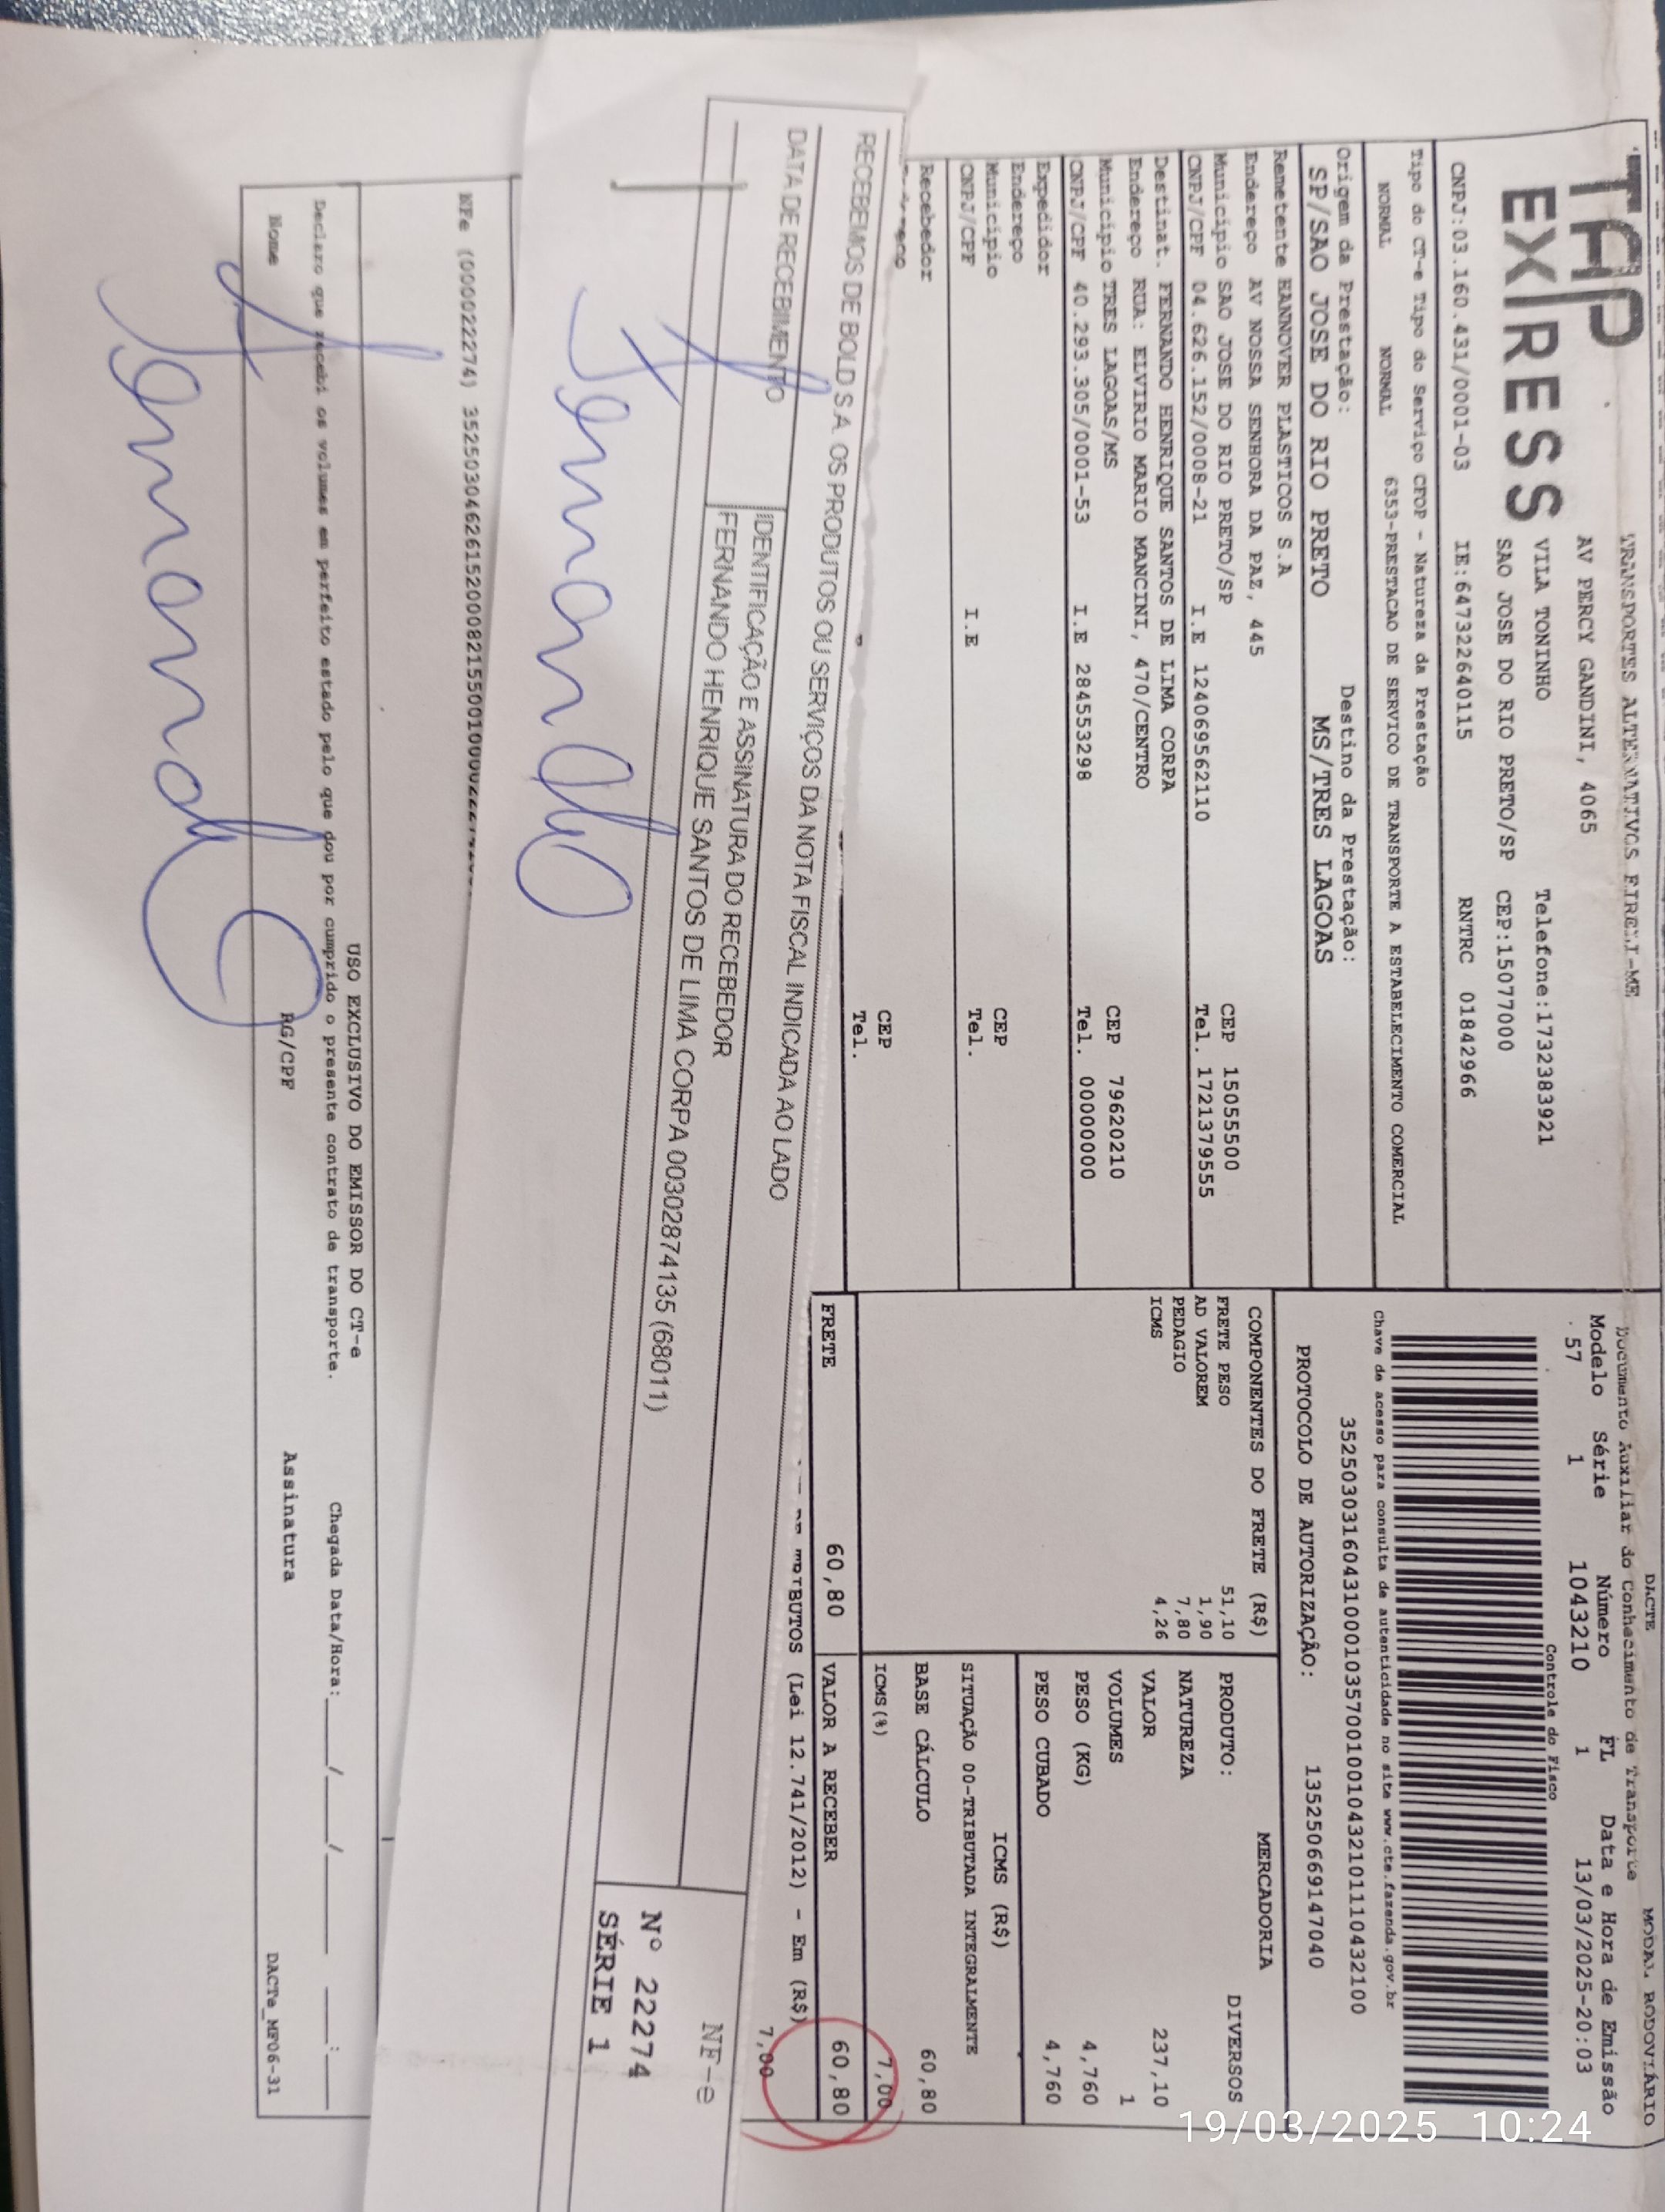 DACTE
MODAL RODOVIÁRIO
TAP
EXPRESS
TRANSPORTES ALTERNATIVOS EIRELI-ME
AV PERCY GANDINI, 4065
VILA TONINHO
Telefone:1732383921
SAO JOSE DO RIO PRETO/SP CEP:15077000
CNPJ:03.160.431/0001-03 IE:647322640115 RNTRC 01842966
Documento Auxiliar do Conhecimento de Transporte
Modelo Série Número FL Data e Hora de Emissão
57 1 1043210 1 13/03/2025-20:03
Controle do Fisco
Tipo do CT-e Tipo do Serviço CFOP - Natureza da Prestação
NORMAL NORMAL 6353-PRESTACAO DE SERVICO DE TRANSPORTE A ESTABELECIMENTO COMERCIAL
Chave de acesso para consulta de autenticidade no site www.cte.fazenda.gov.br
35250303160431000103570010010432101110432100
Origem da Prestação: Destino da Prestação:
SP/SAO JOSE DO RIO PRETO MS/TRES LAGOAS
PROTOCOLO DE AUTORIZAÇÃO: 135250669147040
Remetente HANNOVER PLASTICOS S.A
Endereço AV NOSSA SENHORA DA PAZ, 445
Município SAO JOSE DO RIO PRETO/SP CEP 15055500
CNPJ/CPF 04.626.152/0008-21 I.E 124069562110 Tel. 1721379555
Destinat. FERNANDO HENRIQUE SANTOS DE LIMA CORPA
Endereço RUA: ELVIRIO MARIO MANCINI, 470/CENTRO
Município TRES LAGOAS/MS CEP 79620210
CNPJ/CPF 40.293.305/0001-53 I.E 284553298 Tel. 00000000
Expedidor
Endereço
Município CEP
CNPJ/CPF I.E Tel.
Recebedor
CEP
Tel.
COMPONENTES DO FRETE (R$)
FRETE PESO 51,10
AD VALOREM 1,90
PEDAGIO 7,80
ICMS 4,26
MERCADORIA
PRODUTO: DIVERSOS
NATUREZA
VALOR 237,10
VOLUMES 1
PESO (KG) 4,760
PESO CUBADO 4,760
ICMS (R$)
SITUAÇÃO 00-TRIBUTADA INTEGRALMENTE
BASE CÁLCULO 60,80
ICMS(%) 7,00
FRETE 60,80 VALOR A RECEBER 60,80
TRIBUTOS (Lei 12.741/2012) - Em (R$)
7,00
RECEBEMOS DE BOLD S.A. OS PRODUTOS OU SERVIÇOS DA NOTA FISCAL INDICADA AO LADO
DATA DE RECEBIMENTO
IDENTIFICAÇÃO E ASSINATURA DO RECEBEDOR
FERNANDO HENRIQUE SANTOS DE LIMA CORPA 00302874135 (68011)
NF-e
Nº 22274
SÉRIE 1
Fernando
NFe (000022274)
USO EXCLUSIVO DO EMISSOR DO CT-e
Declaro que recebi os volumes em perfeito estado pelo que dou por cumprido o presente contrato de transporte. Chegada Data/Hora:____/____/____ ____:____
Nome RG/CPF Assinatura DACTe_MF06-31
Fernando
19/03/2025 10:24